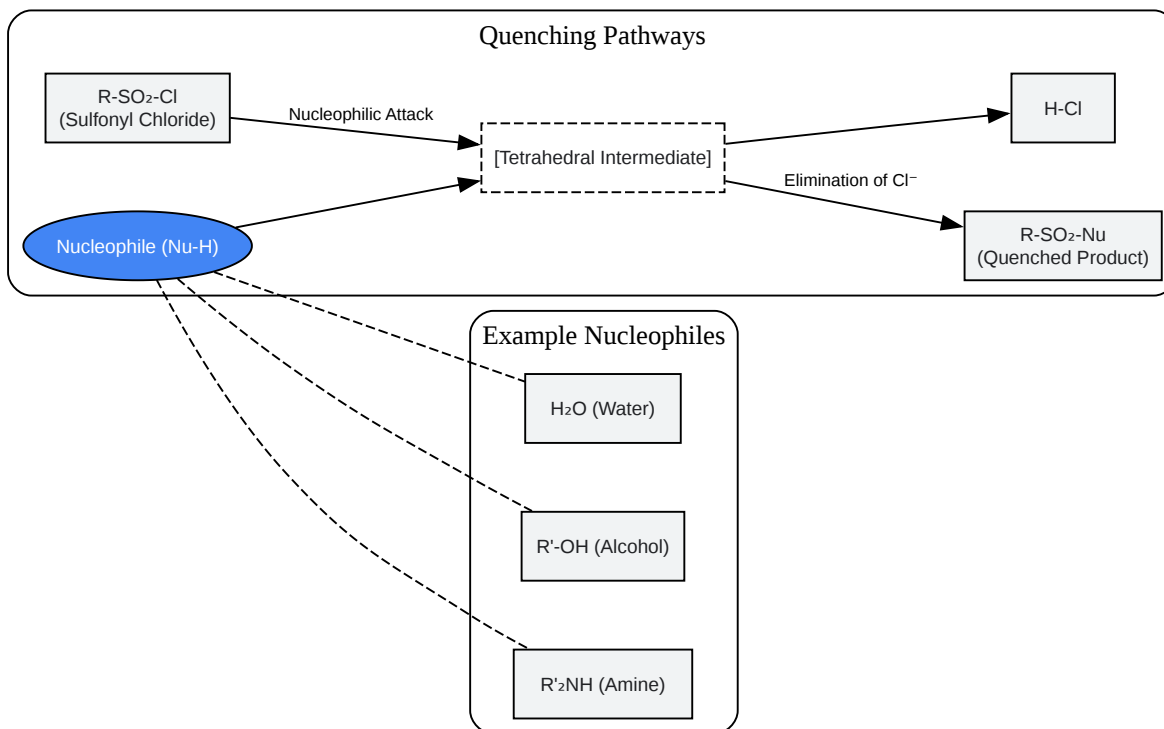 Quenching Pathways
R-SO₂-Cl
(Sulfonyl Chloride)
Nucleophilic Attack
[Tetrahedral Intermediate]
H-Cl
Elimination of Cl⁻
Nucleophile (Nu-H)
R-SO₂-Nu
(Quenched Product)
Example Nucleophiles
H₂O (Water)
R'-OH (Alcohol)
R'₂NH (Amine)